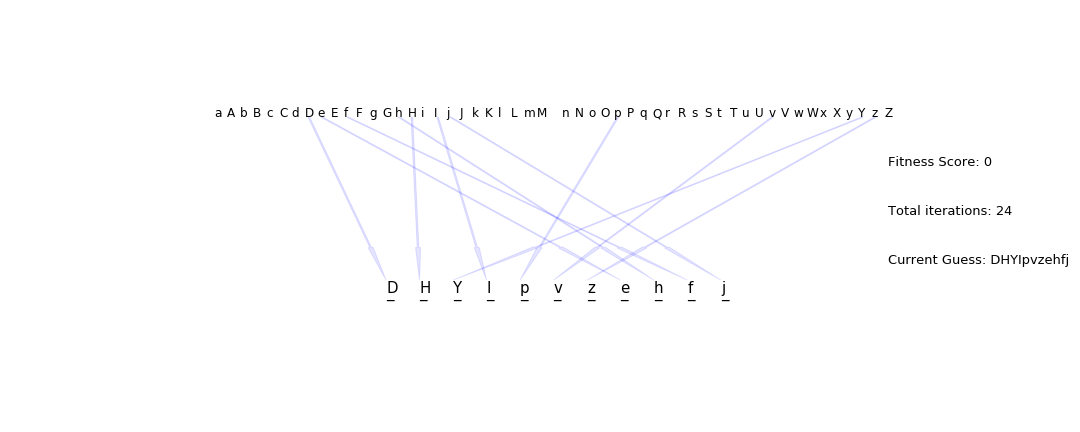 a A b B c C d D e E f F g G h H i I j J k K l L m M n N o O p P q Q r R s S t T u U v V w W x X y Y z Z
Fitness Score: 0
Total iterations: 24
Current Guess: DHYIpvzehfj
D H Y I p v z e h f j